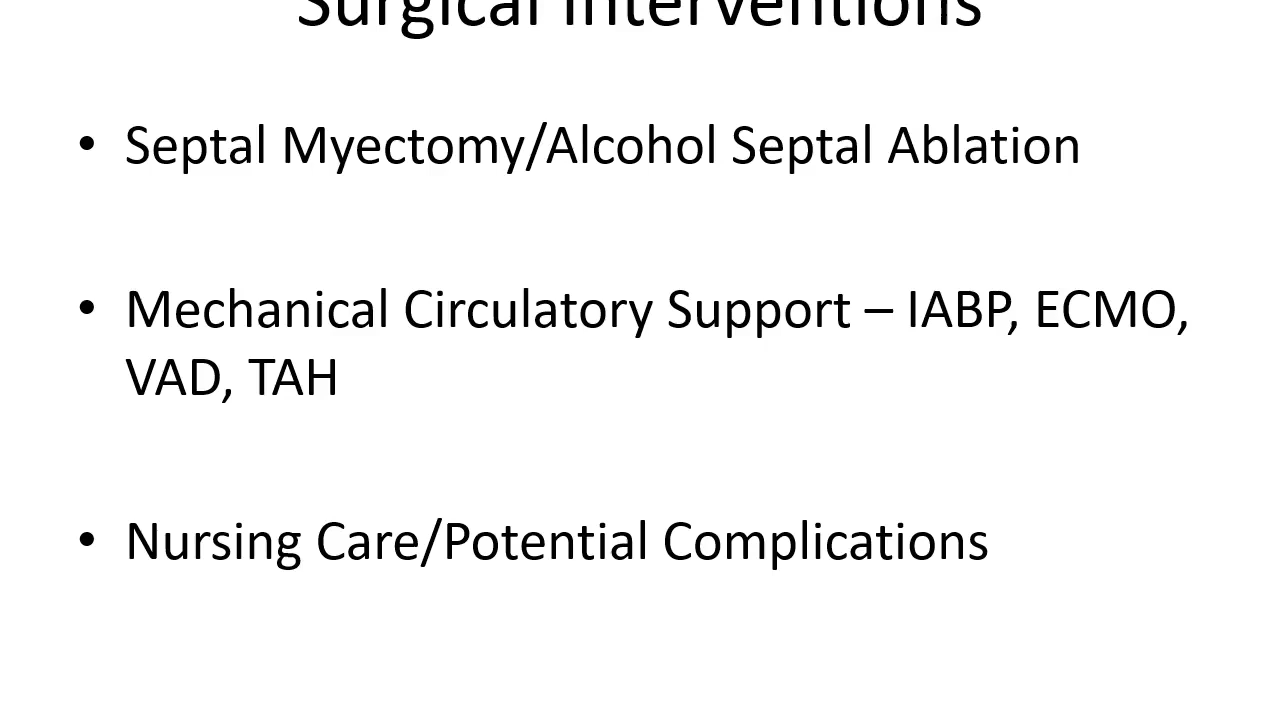 Surgical Interventions
• Septal Myectomy/Alcohol Septal Ablation
• Mechanical Circulatory Support – IABP, ECMO,
VAD, TAH
• Nursing Care/Potential Complications